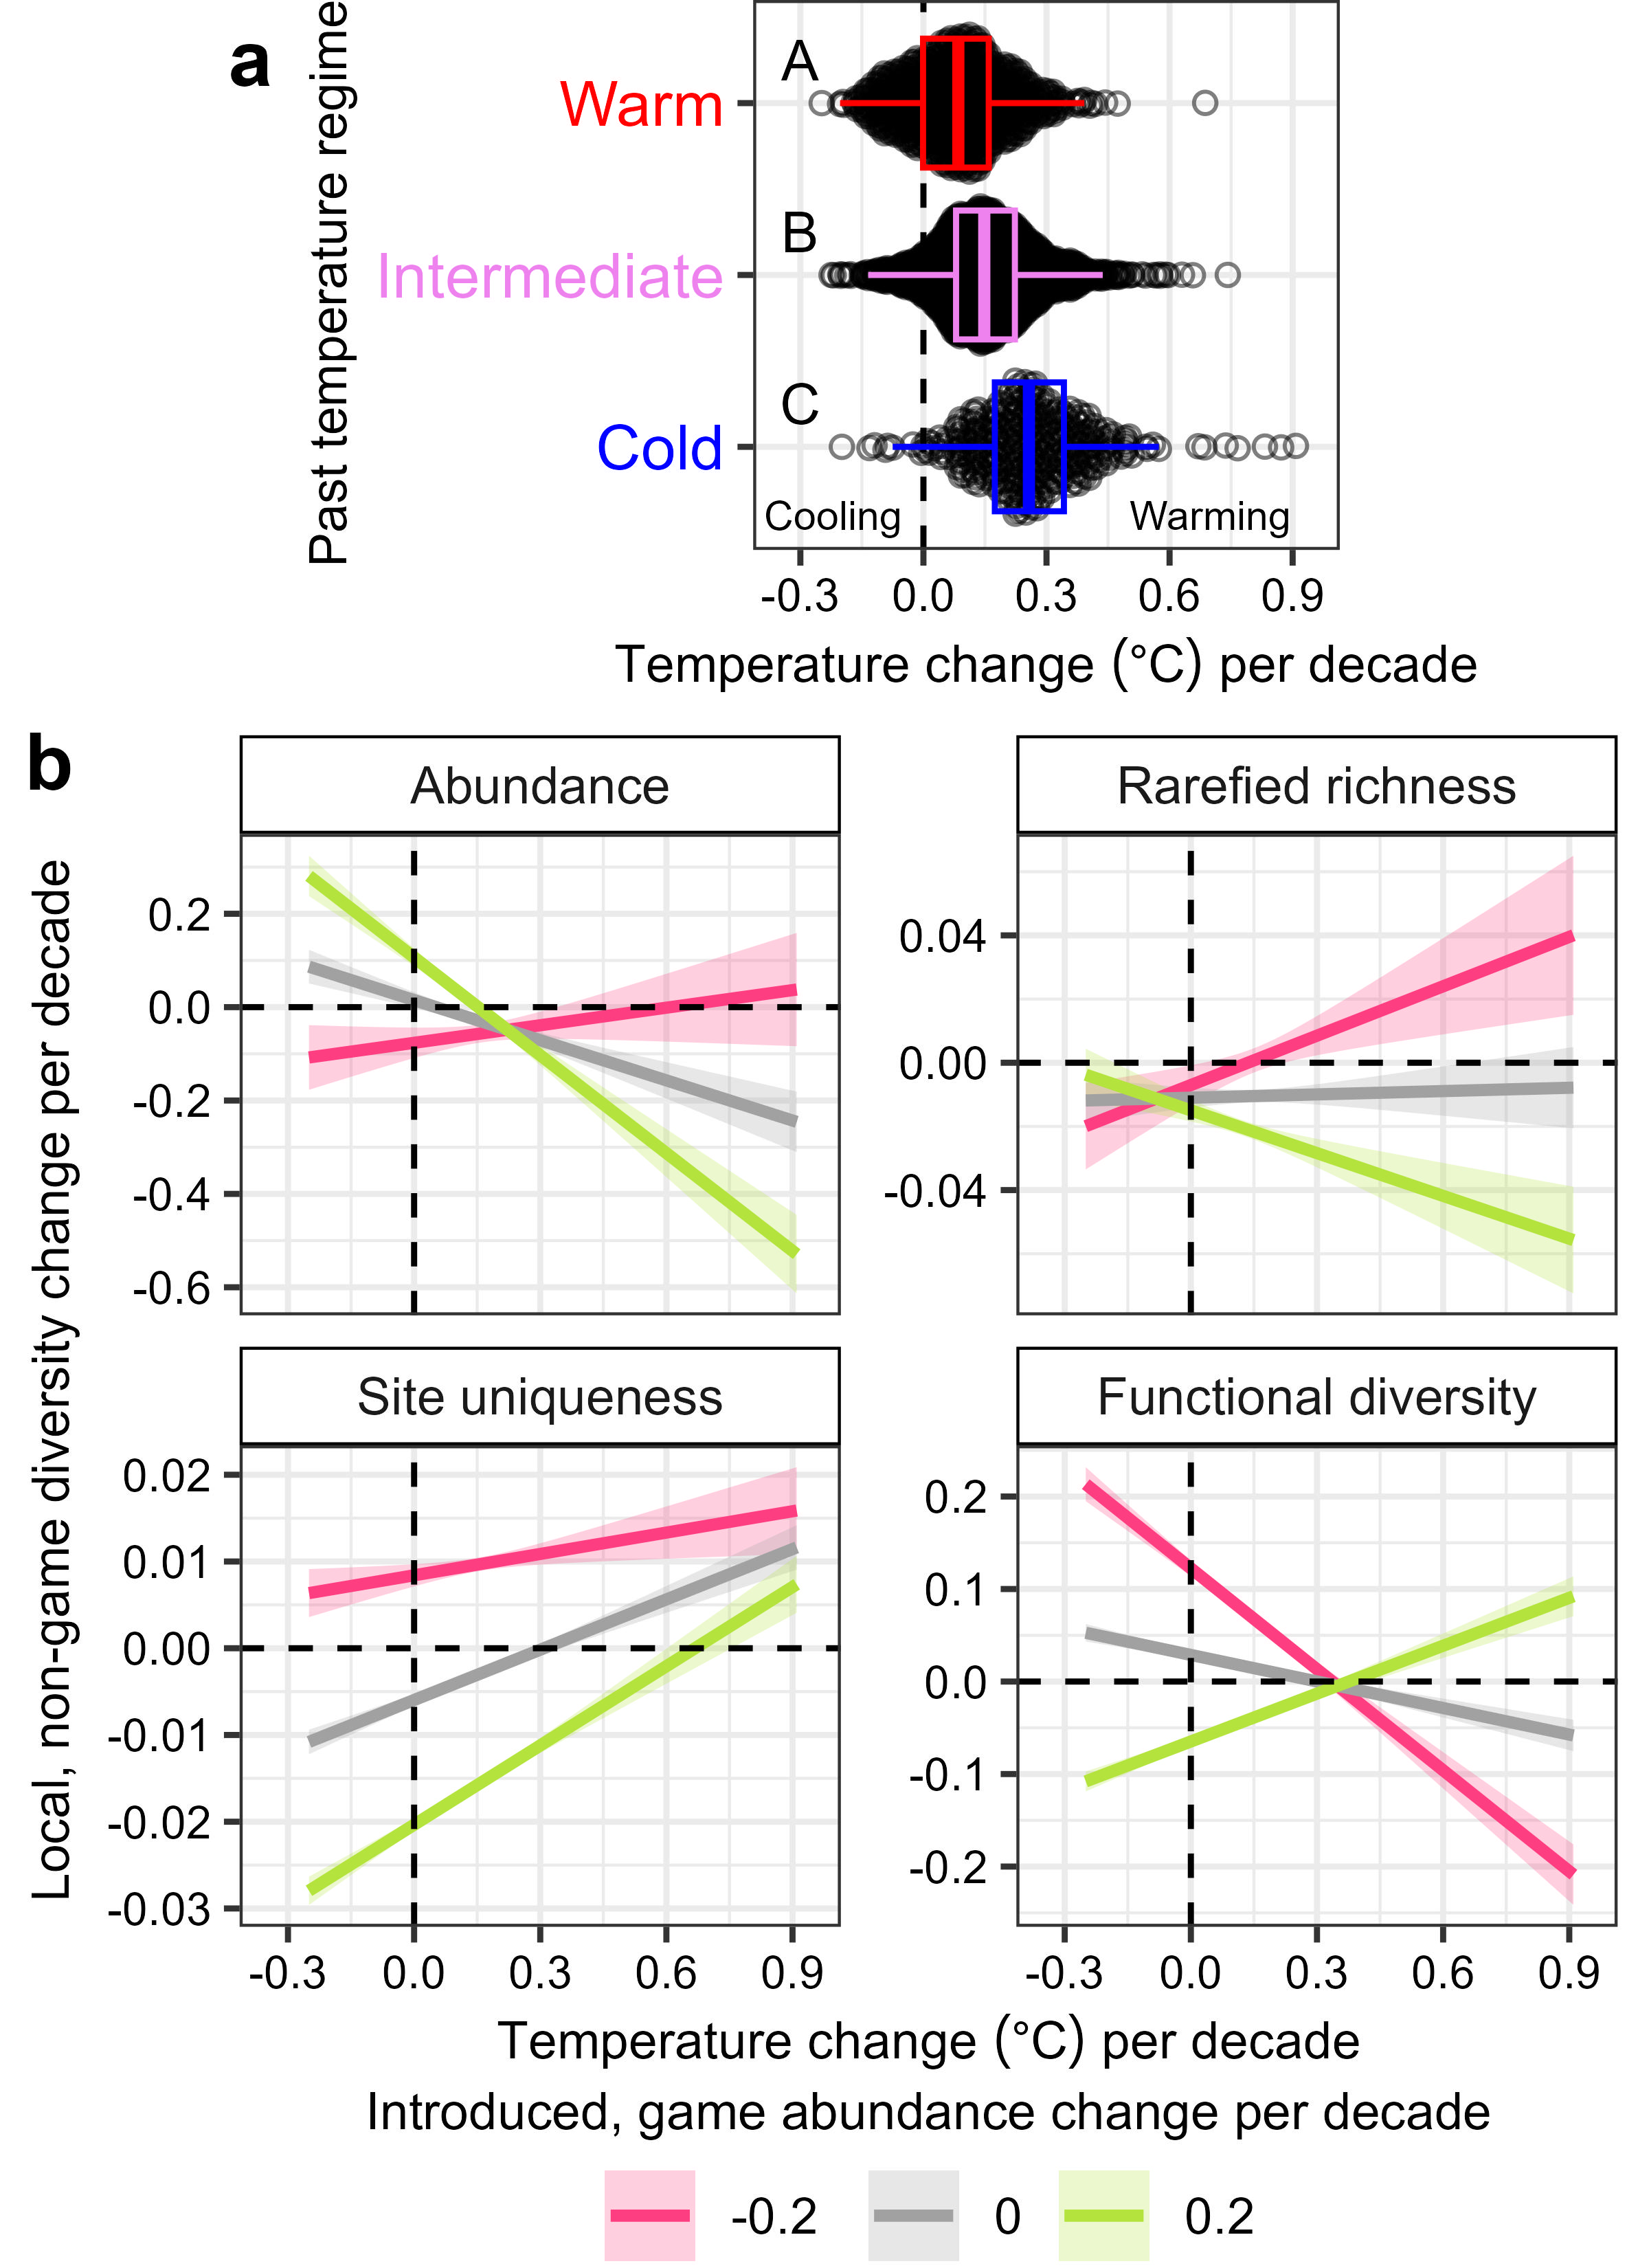 a
Past temperature regime
Warm
Intermediate
Cold
A
B
C
Cooling
Warming
-0.3 0.0 0.3 0.6 0.9
Temperature change (°C) per decade
b
Local, non-game diversity change per decade
Abundance
0.2
0.0
-0.2
-0.4
-0.6
Rarefied richness
0.04
0.00
-0.04
Site uniqueness
0.02
0.01
0.00
-0.01
-0.02
-0.03
-0.3 0.0 0.3 0.6 0.9
Functional diversity
0.2
0.1
0.0
-0.1
-0.2
-0.3 0.0 0.3 0.6 0.9
Temperature change (°C) per decade
Introduced, game abundance change per decade
-0.2 0 0.2